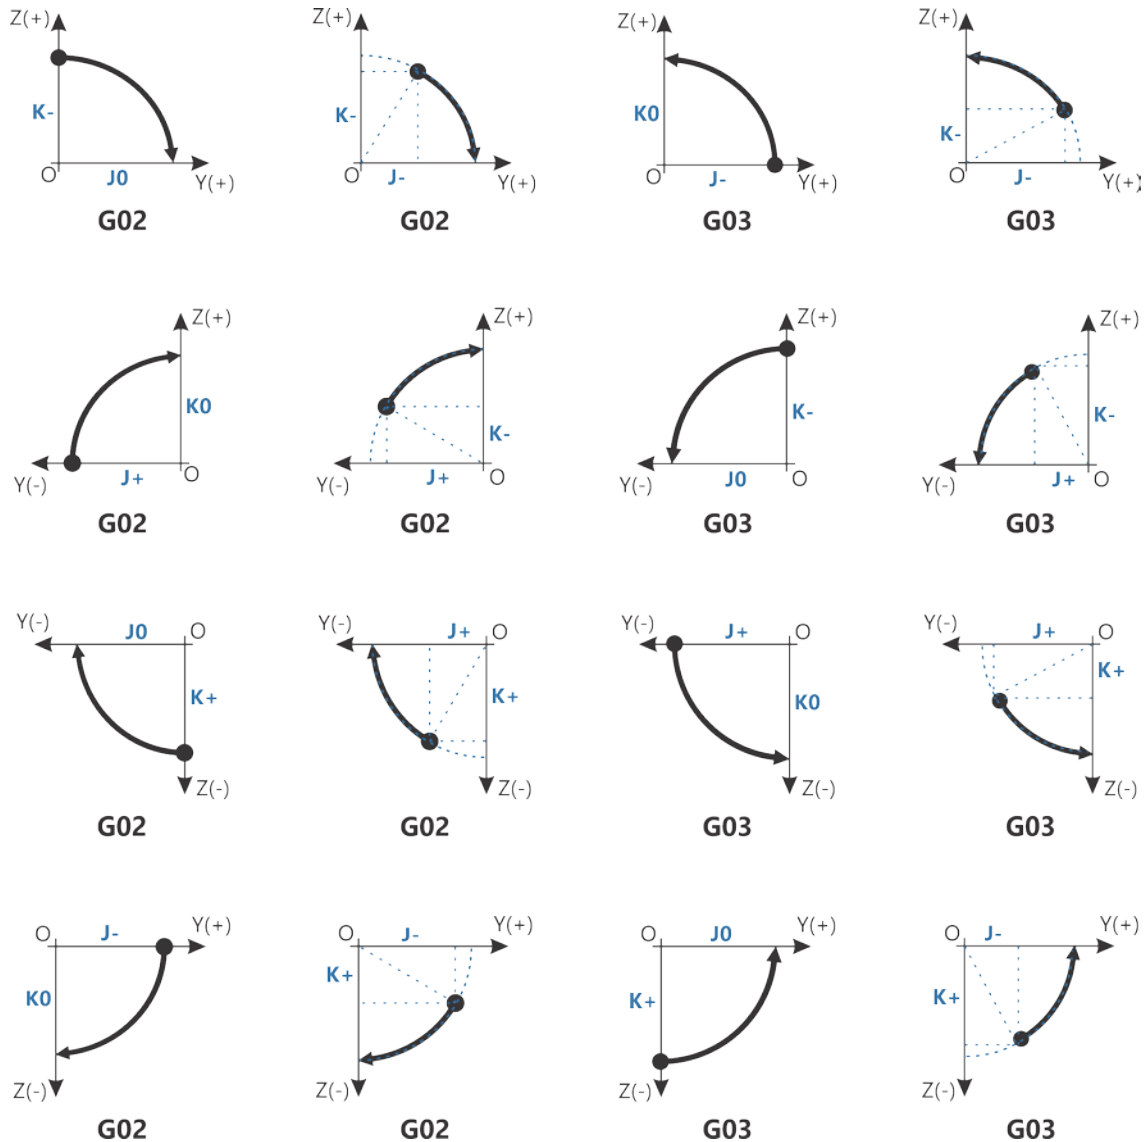 Z(+) Z(+) Z(+) Z(+)
K- K- K0 K-
O J0 Y(+) O J- Y(+) O J- Y(+) O J- Y(+)
G02 G02 G03 G03
Z(+) Z(+) Z(+) Z(+)
K0 K- K- K-
Y(-) J+ O Y(-) J+ O Y(-) J0 O Y(-) J+ O
G02 G02 G03 G03
Y(-) J0 O Y(-) J+ O Y(-) J+ O Y(-) J+ O
K+ K+ K0 K+
Z(-) Z(-) Z(-) Z(-)
G02 G02 G03 G03
O J- Y(+) O J- Y(+) O J0 Y(+) O J- Y(+)
K0 K+ K+ K+
Z(-) Z(-) Z(-) Z(-)
G02 G02 G03 G03